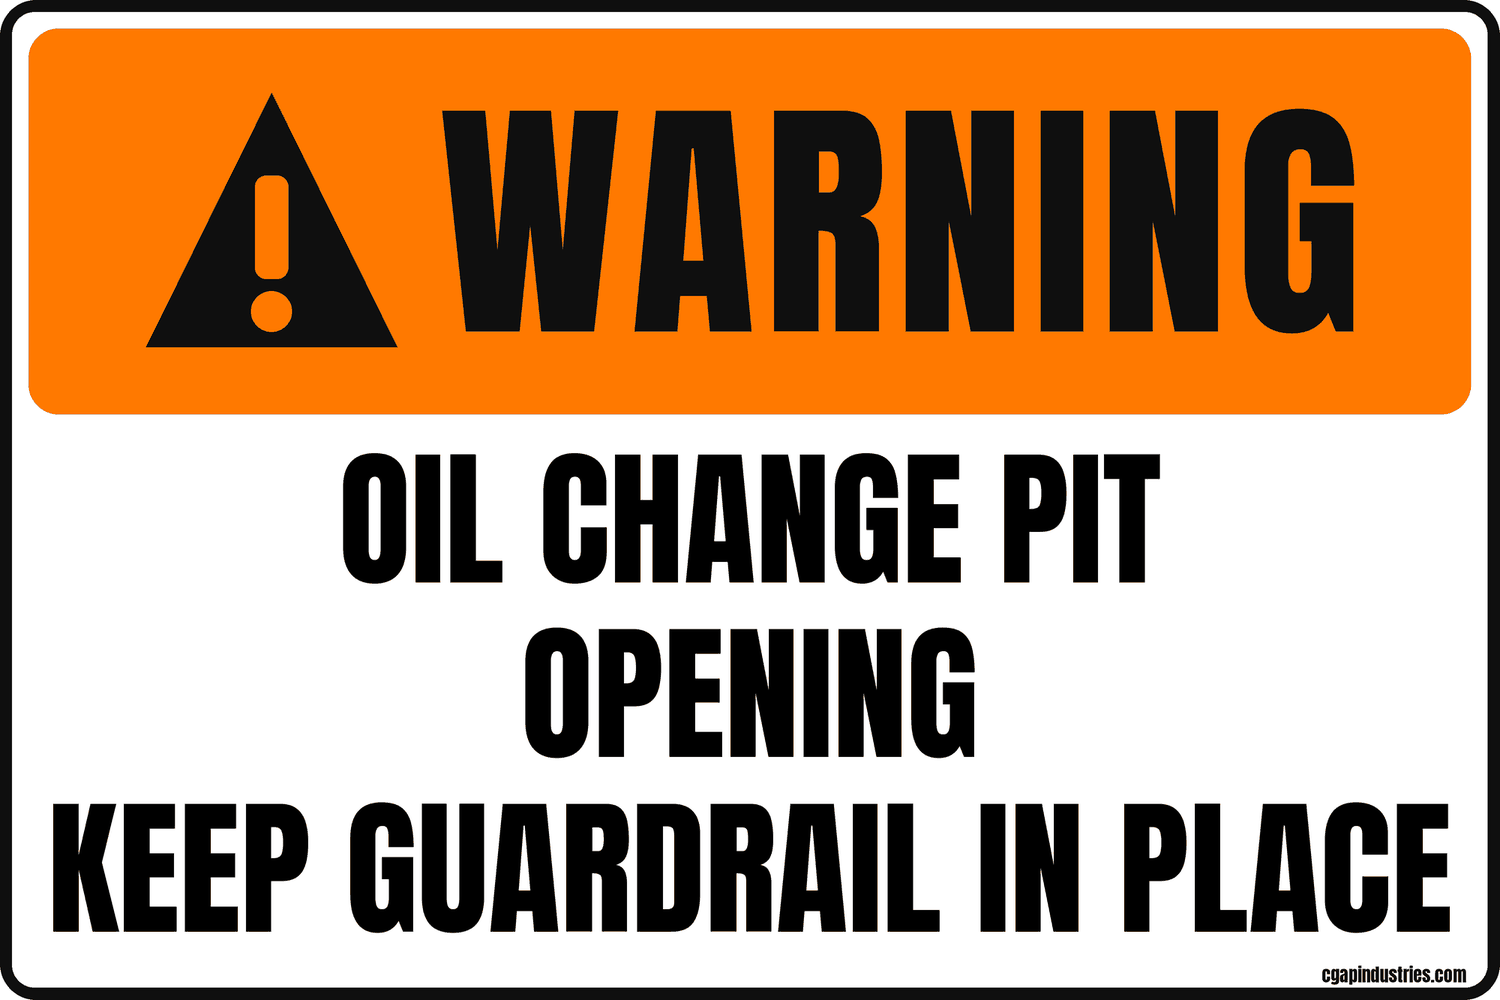 WARNING
OIL CHANGE PIT
OPENING
KEEP GUARDRAIL IN PLACE
cgapindustries.com